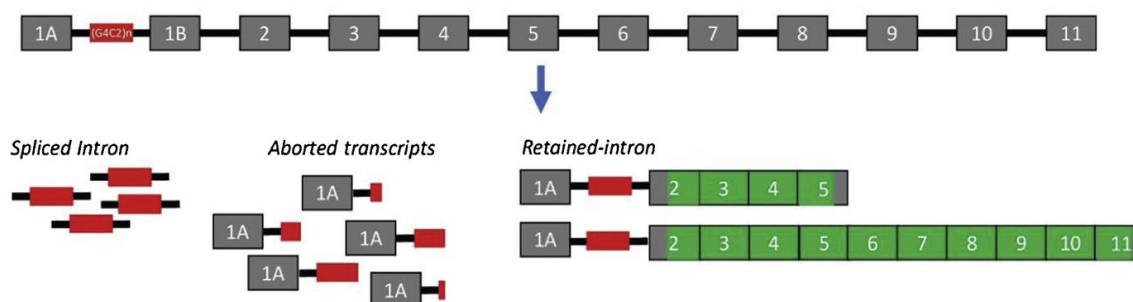 1A (G4C2)n 1B 2 3 4 5 6 7 8 9 10 11
Spliced Intron
Aborted transcripts
Retained-intron
1A
1A
1A
1A
1A
1A 2 3 4 5
1A 2 3 4 5 6 7 8 9 10 11